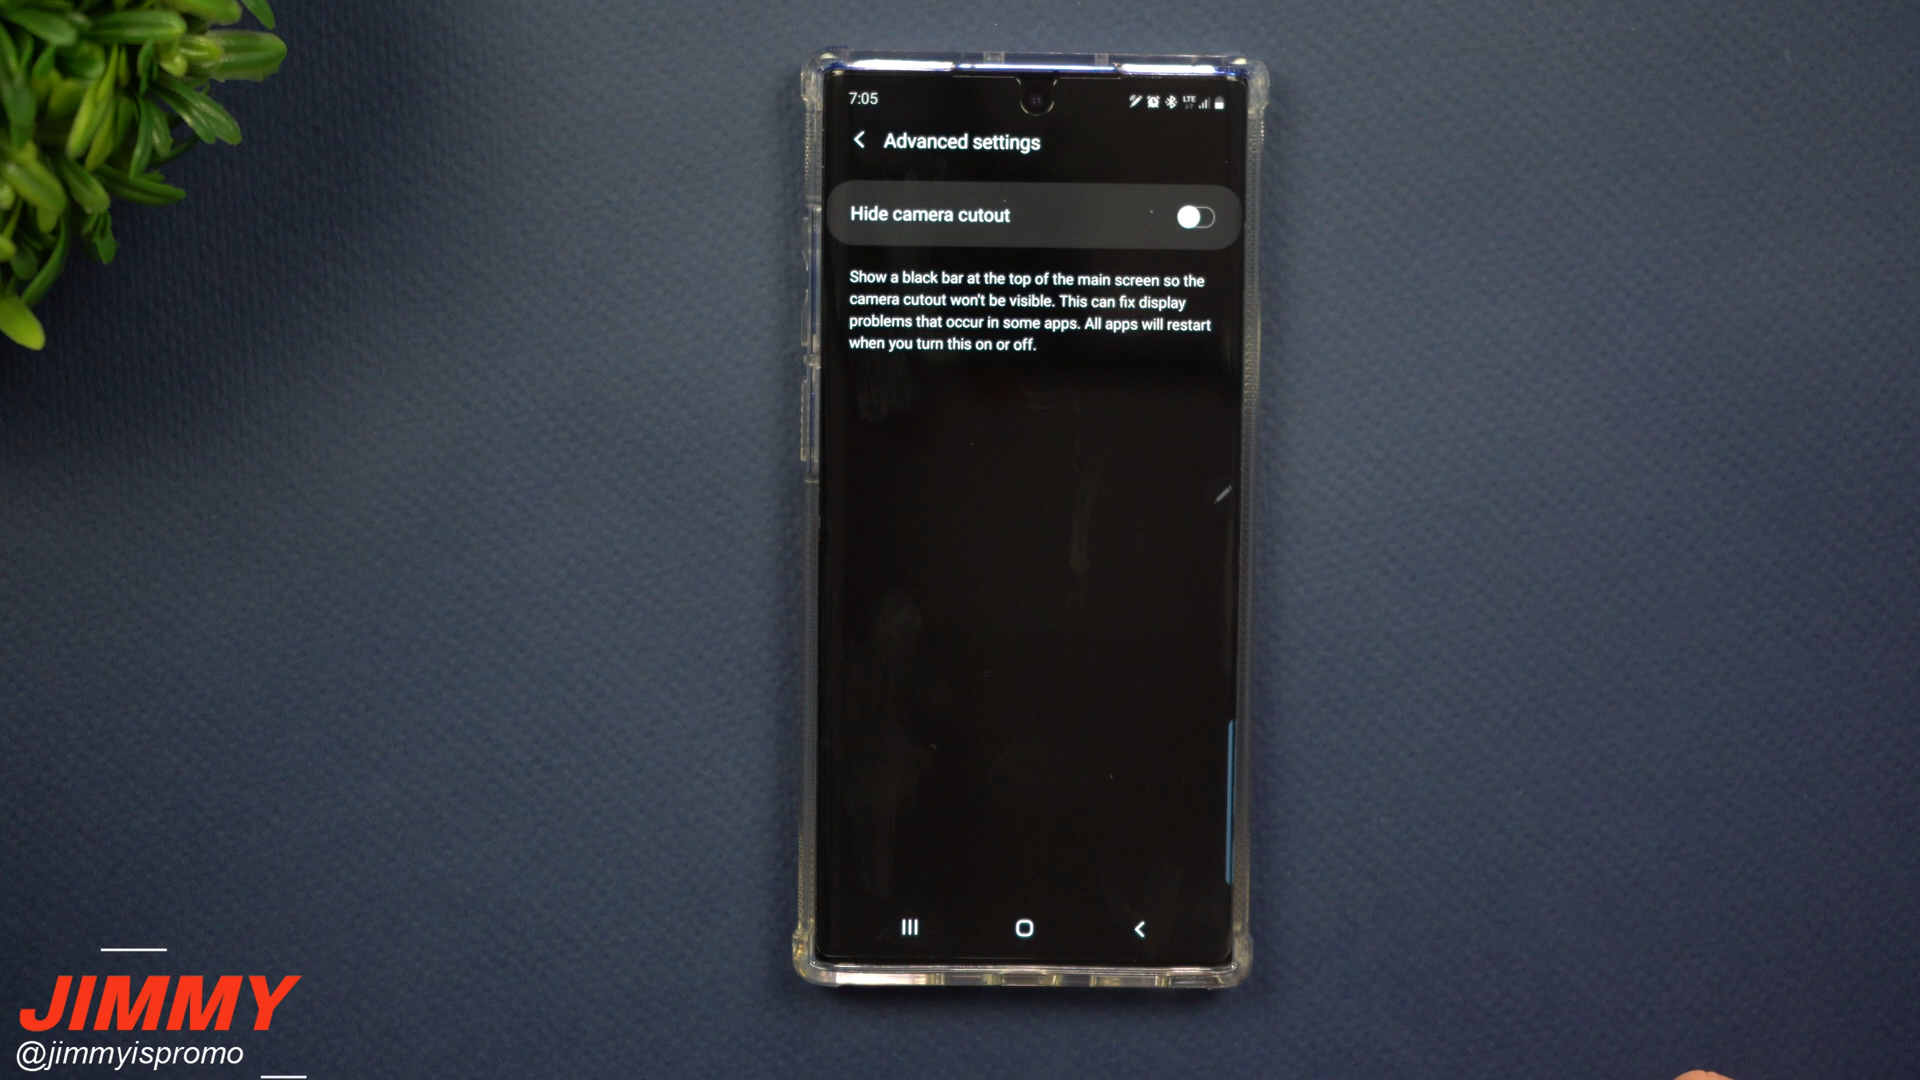 7:05
LTE
Advanced settings
Hide camera cutout
Show a black bar at the top of the main screen so the
camera cutout won't be visible. This can fix display
problems that occur in some apps. All apps will restart
when you turn this on or off.
JIMMY
@jimmyispromo